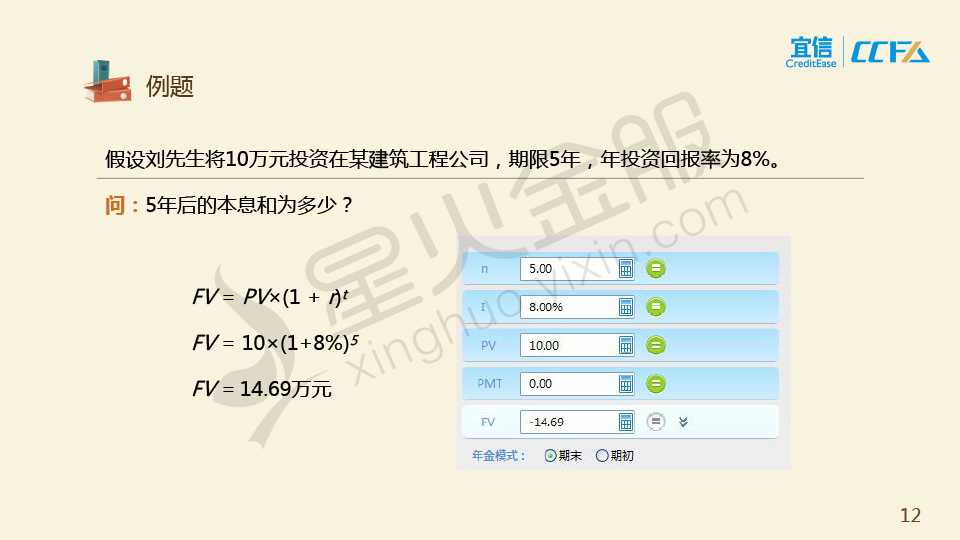 宜信
CreditEase
CCFA
例题
假设刘先生将10万元投资在某建筑工程公司，期限5年，年投资回报率为8%。
问：5年后的本息和为多少？
FV = PV×(1 + r)ᵗ
FV = 10×(1+8%)⁵
FV = 14.69万元
n 5.00
I 8.00%
PV 10.00
PMT 0.00
FV -14.69
年金模式： 期末 期初
星火金服
xinghuo.yixin.com
12